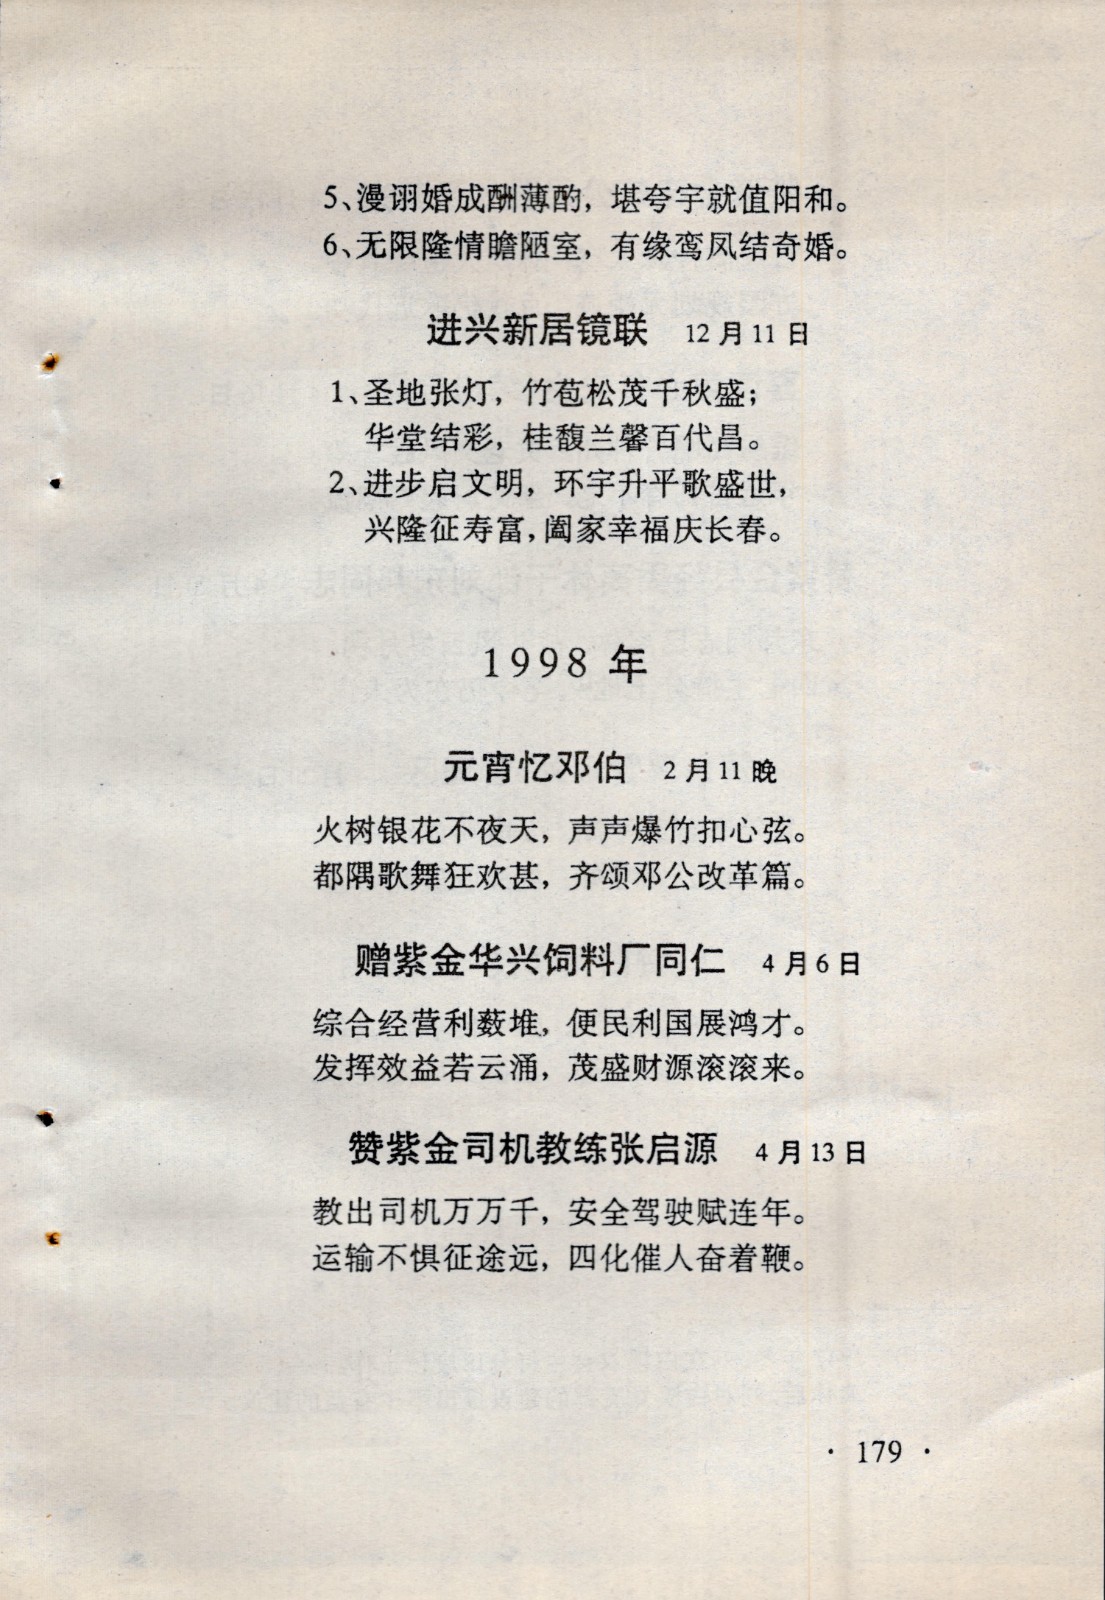 5、漫诩婚成酬薄酌，堪夸宇就值阳和。
6、无限隆情瞻陋室，有缘鸾凤结奇婚。
进兴新居镜联 12月11日
1、圣地张灯，竹苞松茂千秋盛；
华堂结彩，桂馥兰馨百代昌。
2、进步启文明，环宇升平歌盛世，
兴隆征寿富，阖家幸福庆长春。
1998年
元宵忆邓伯 2月11晚
火树银花不夜天，声声爆竹扣心弦。
都隅歌舞狂欢甚，齐颂邓公改革篇。
赠紫金华兴饲料厂同仁 4月6日
综合经营利薮堆，便民利国展鸿才。
发挥效益若云涌，茂盛财源滚滚来。
赞紫金司机教练张启源 4月13日
教出司机万万千，安全驾驶赋连年。
运输不惧征途远，四化催人奋着鞭。
· 179 ·